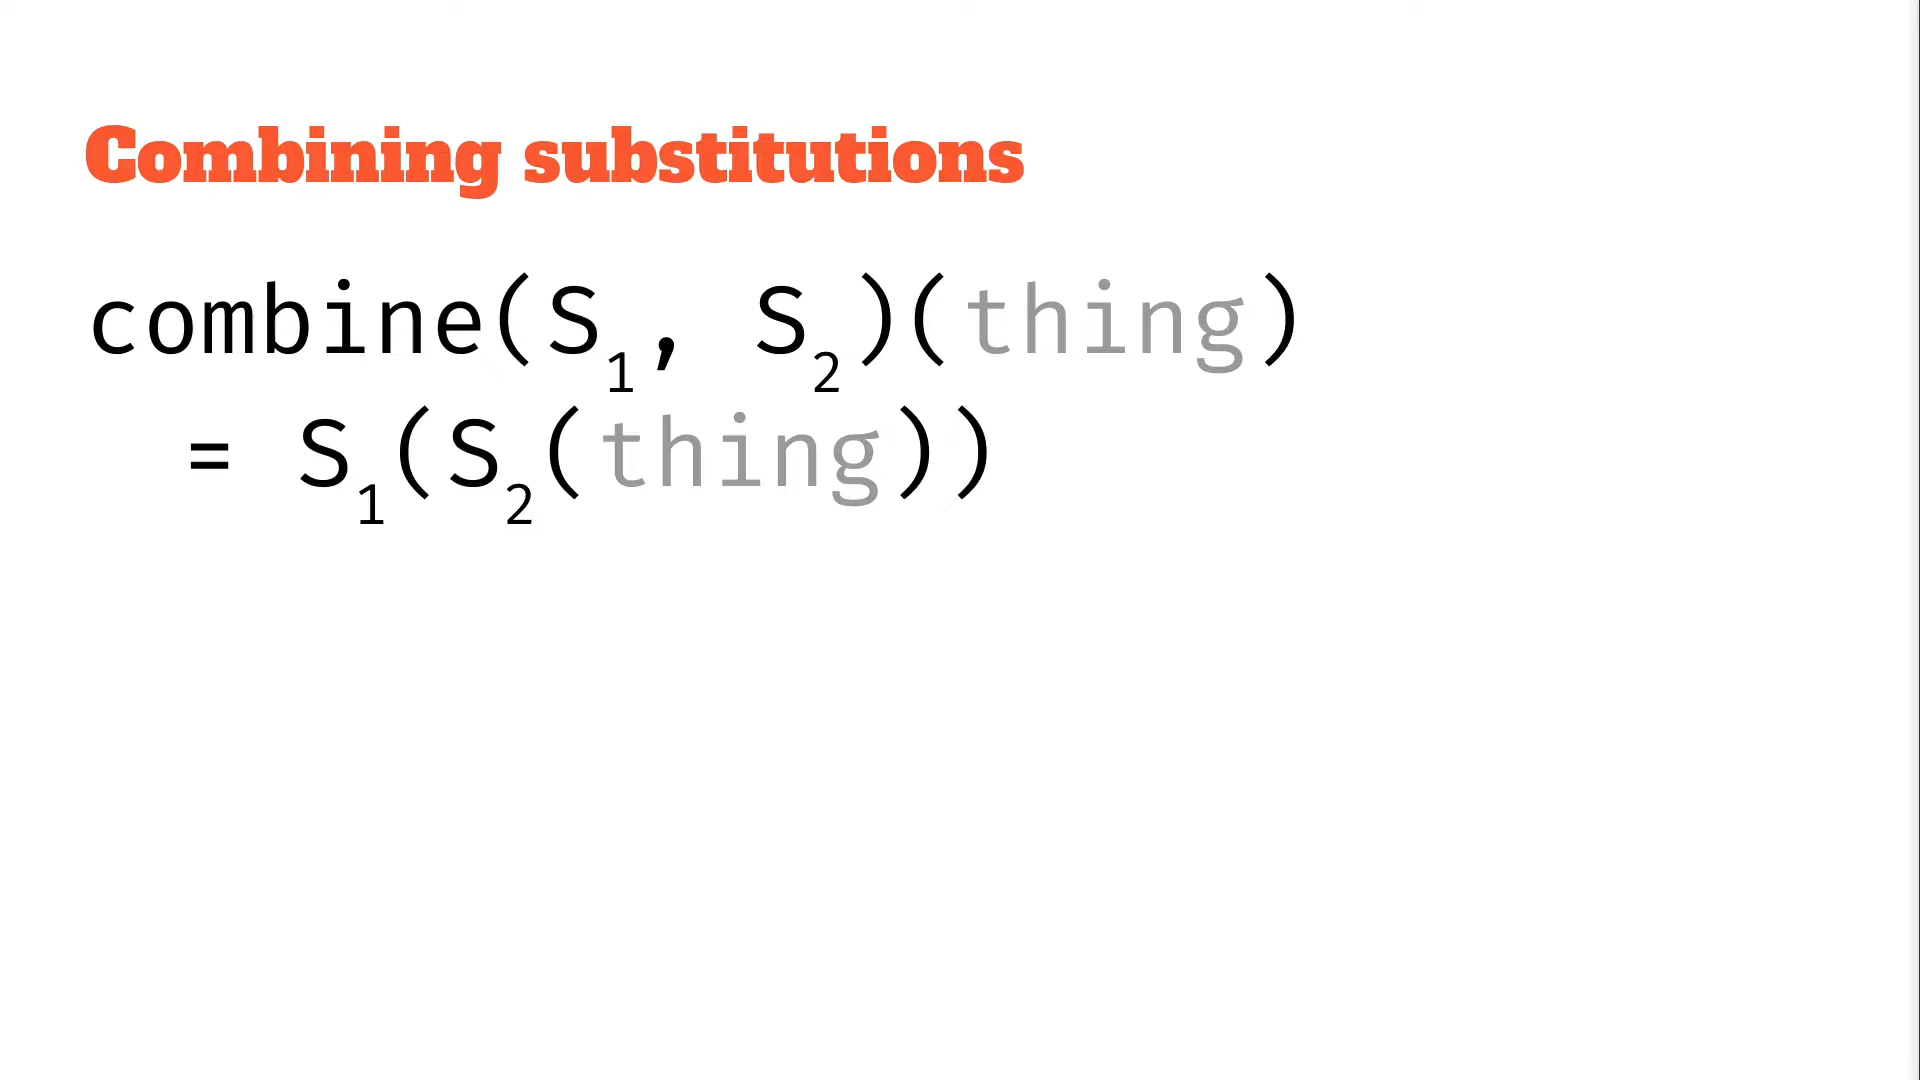 Combining substitutions
combine(S₁, S₂)(thing)
= S₁(S₂(thing))